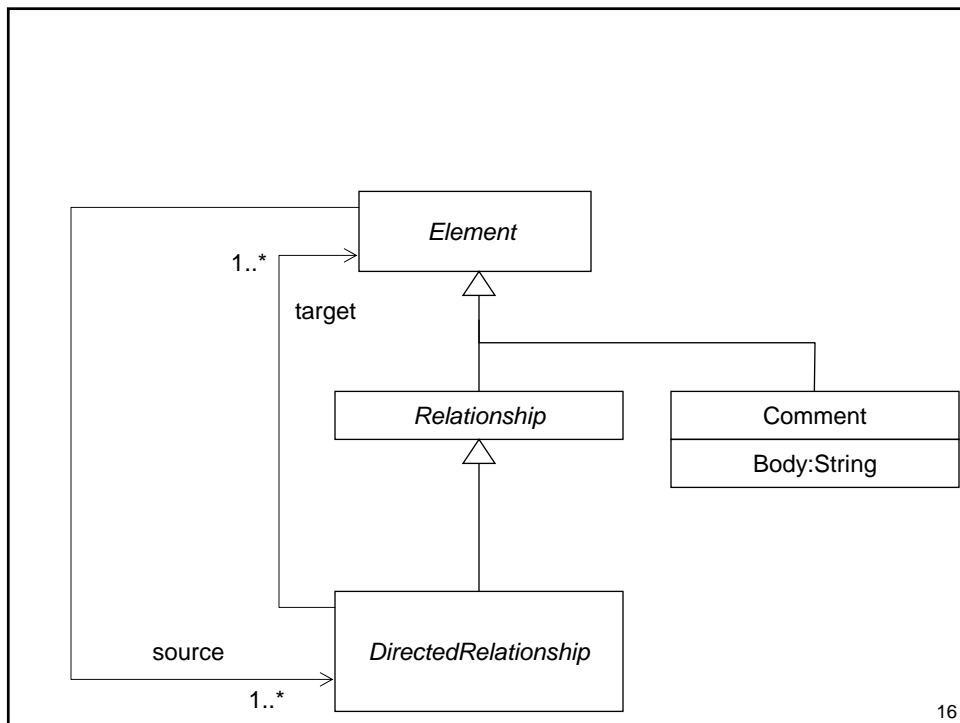 Element
1..*
target
Relationship
Comment
Body:String
source
DirectedRelationship
1..*
16